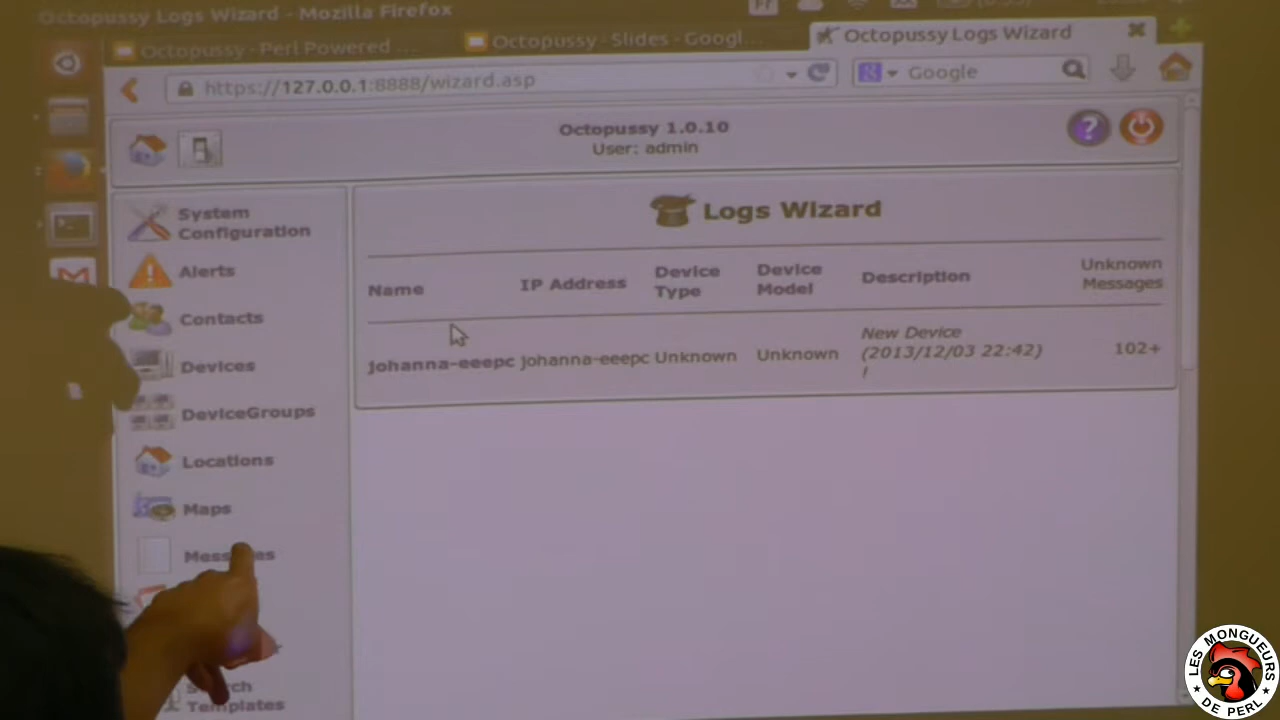 Octopussy Logs Wizard - Mozilla Firefox
Octopussy - Perl Powered ...
Octopussy - Slides - Googl...
Octopussy Logs Wizard
https://127.0.0.1:8888/wizard.asp
Google
Octopussy 1.0.10
User: admin
System
Configuration
Alerts
Contacts
Devices
DeviceGroups
Locations
Maps
Messages
Search
Templates
Logs Wizard
Name
IP Address
Device
Type
Device
Model
Description
Unknown
Messages
johanna-eeepc
johanna-eeepc
Unknown
Unknown
New Device
(2013/12/03 22:42)
!
102+
LES MONGUEURS
DE PERL